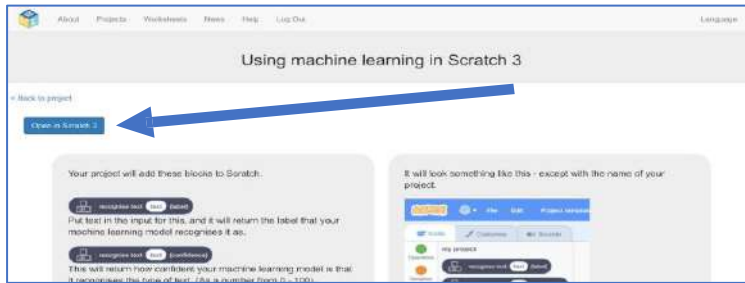 About Projects Worksheets News Help Log Out Language
Using machine learning in Scratch 3
< Back to project
Open in Scratch 3
Your project will add these blocks to Scratch.
recognise text text (label)
Put text in the input for this, and it will return the label that your
machine learning model recognises it as.
recognise text text (confidence)
This will return how confident your machine learning model is that
it recognises the type of text. (As a number from 0 - 100).
It will look something like this - except with the name of your
project.
File Edit Project templates
Code Costumes Sounds
my project
recognise text text (label)